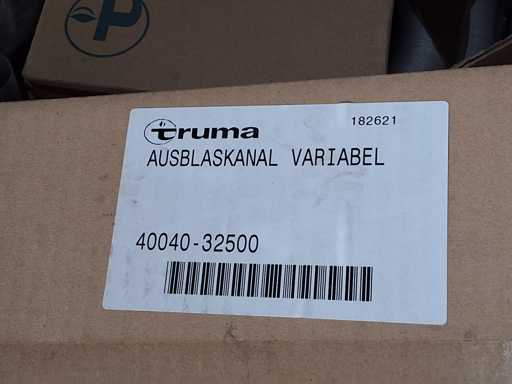 truma
182621
AUSBLASKANAL VARIABEL
40040-32500